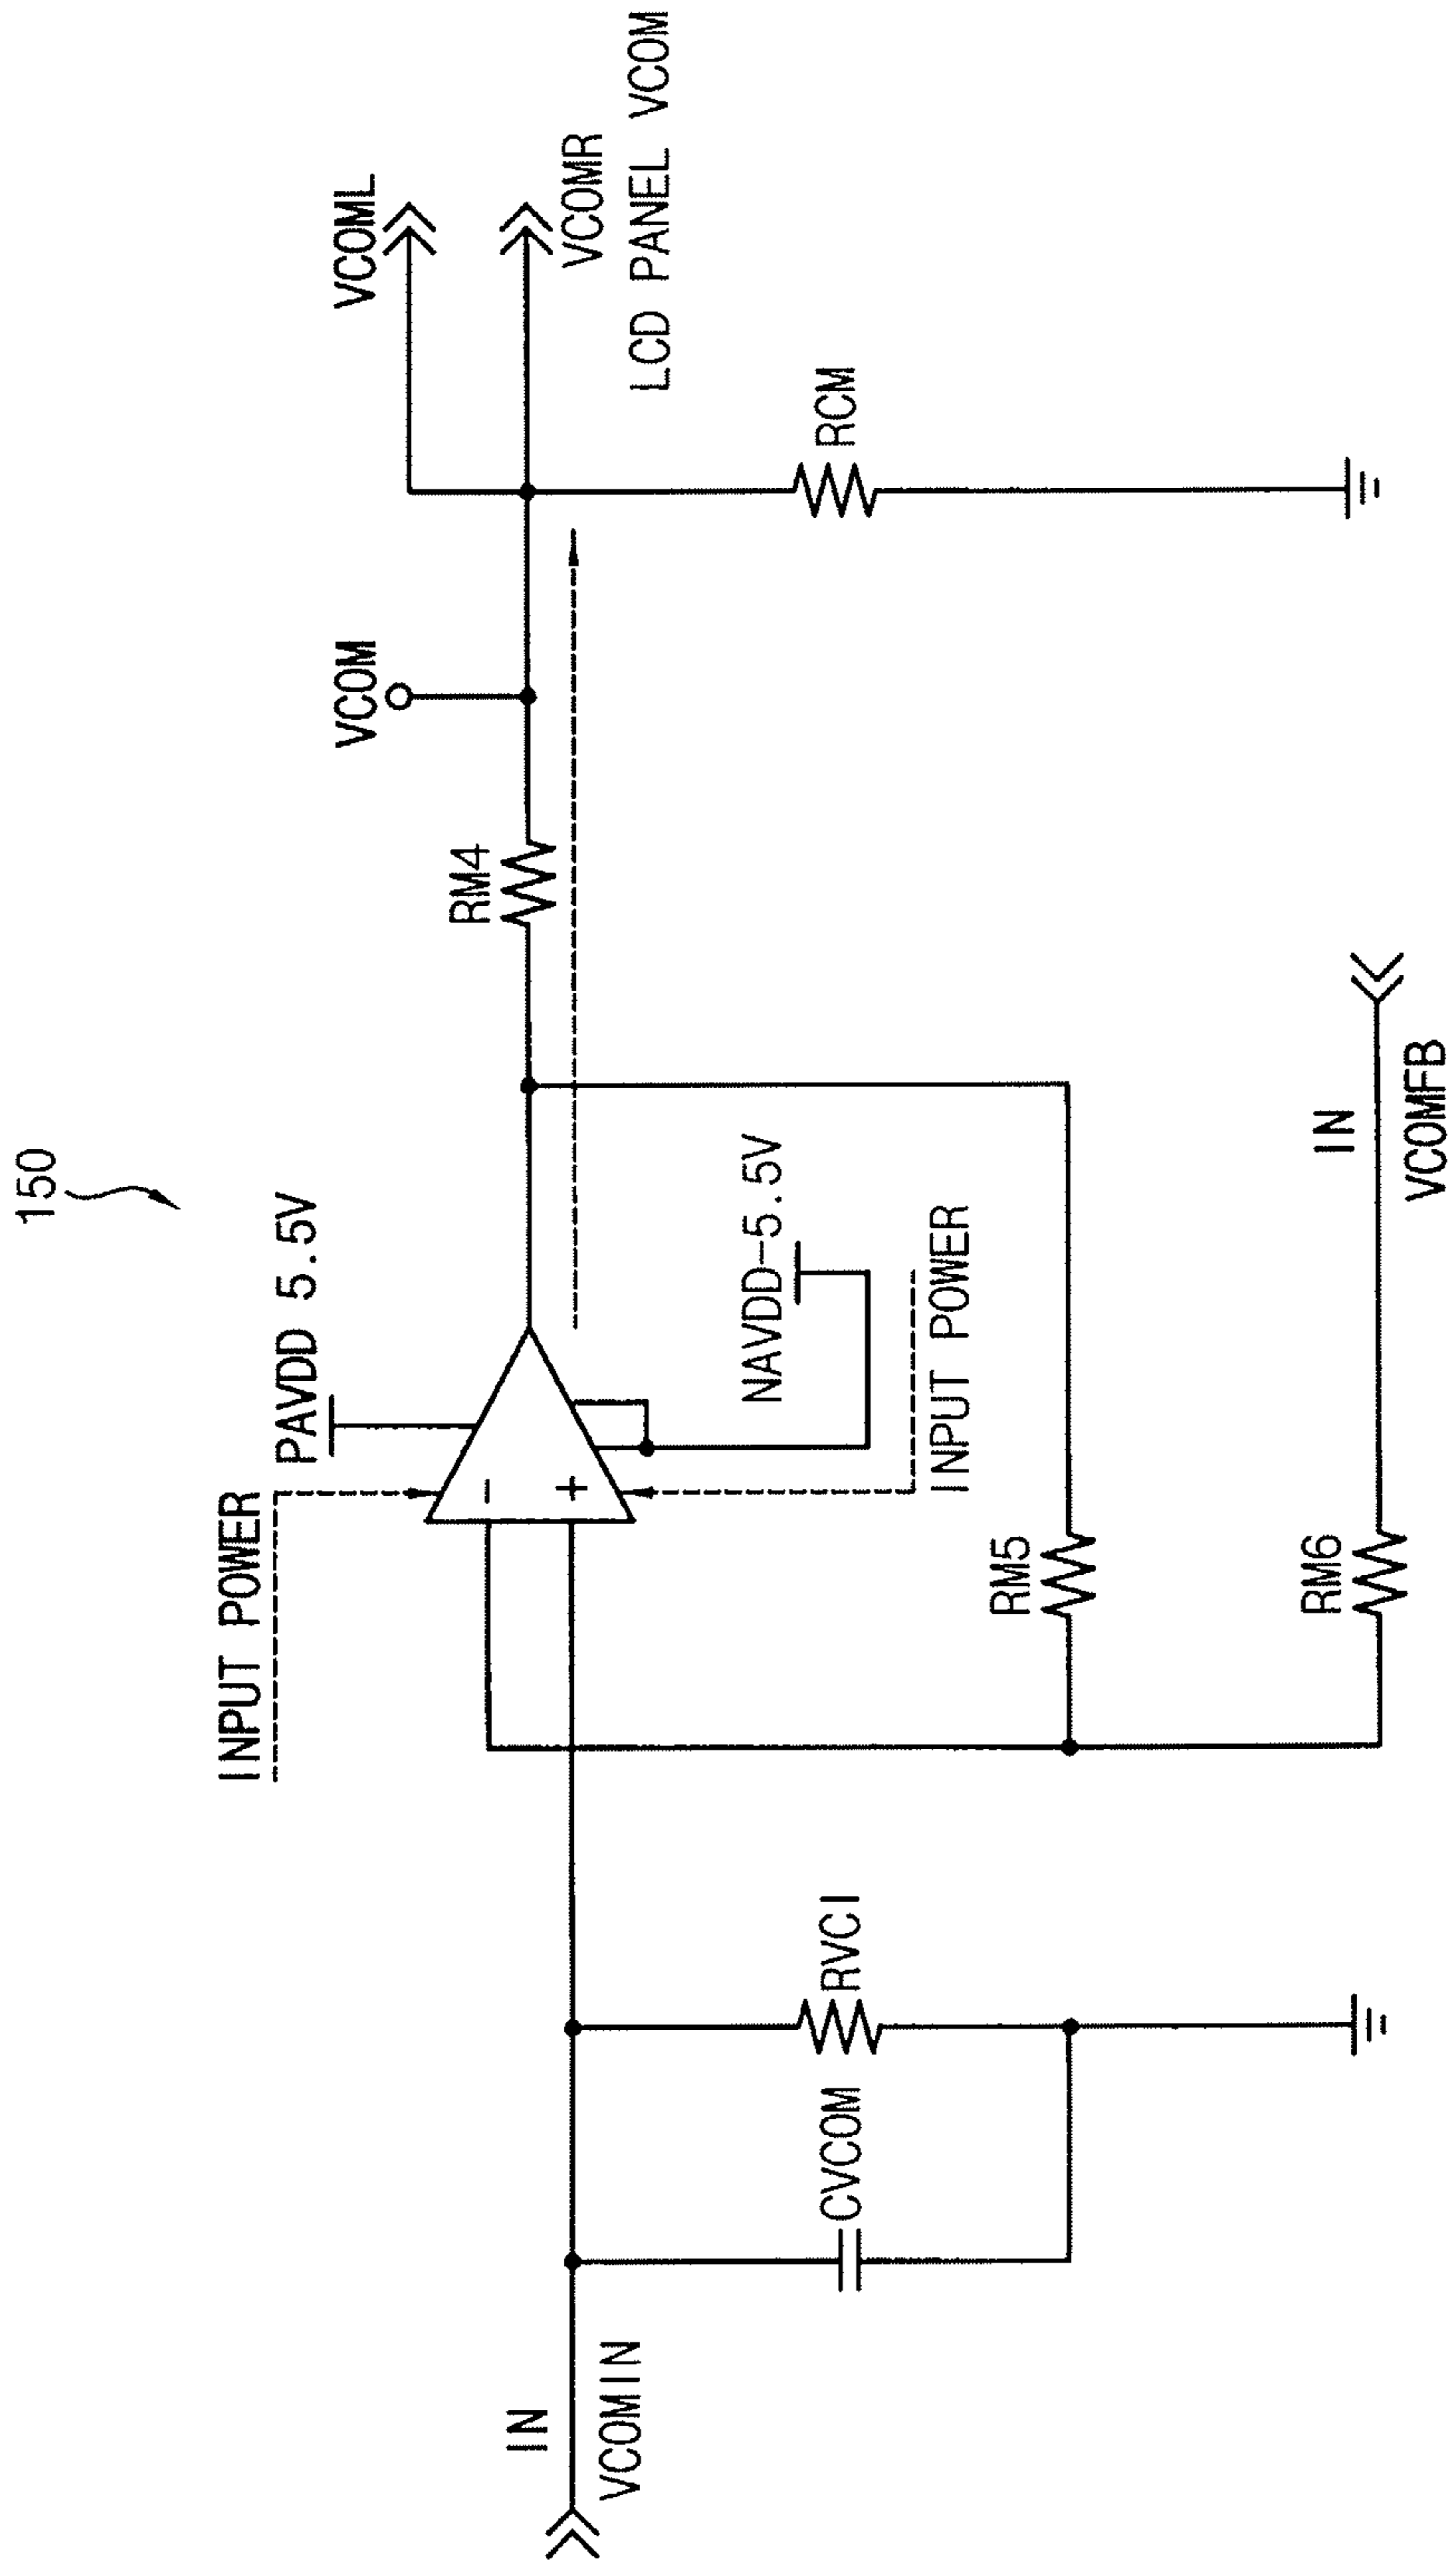 150
INPUT POWER
PAVDD 5.5V
VCOM
VCOML
RM4
VCOMR
LCD PANEL VCOM
IN
VCOMIN
NAVDD-5.5V
INPUT POWER
CVCOM
RVCI
RCM
RM5
RM6
IN
VCOMFB